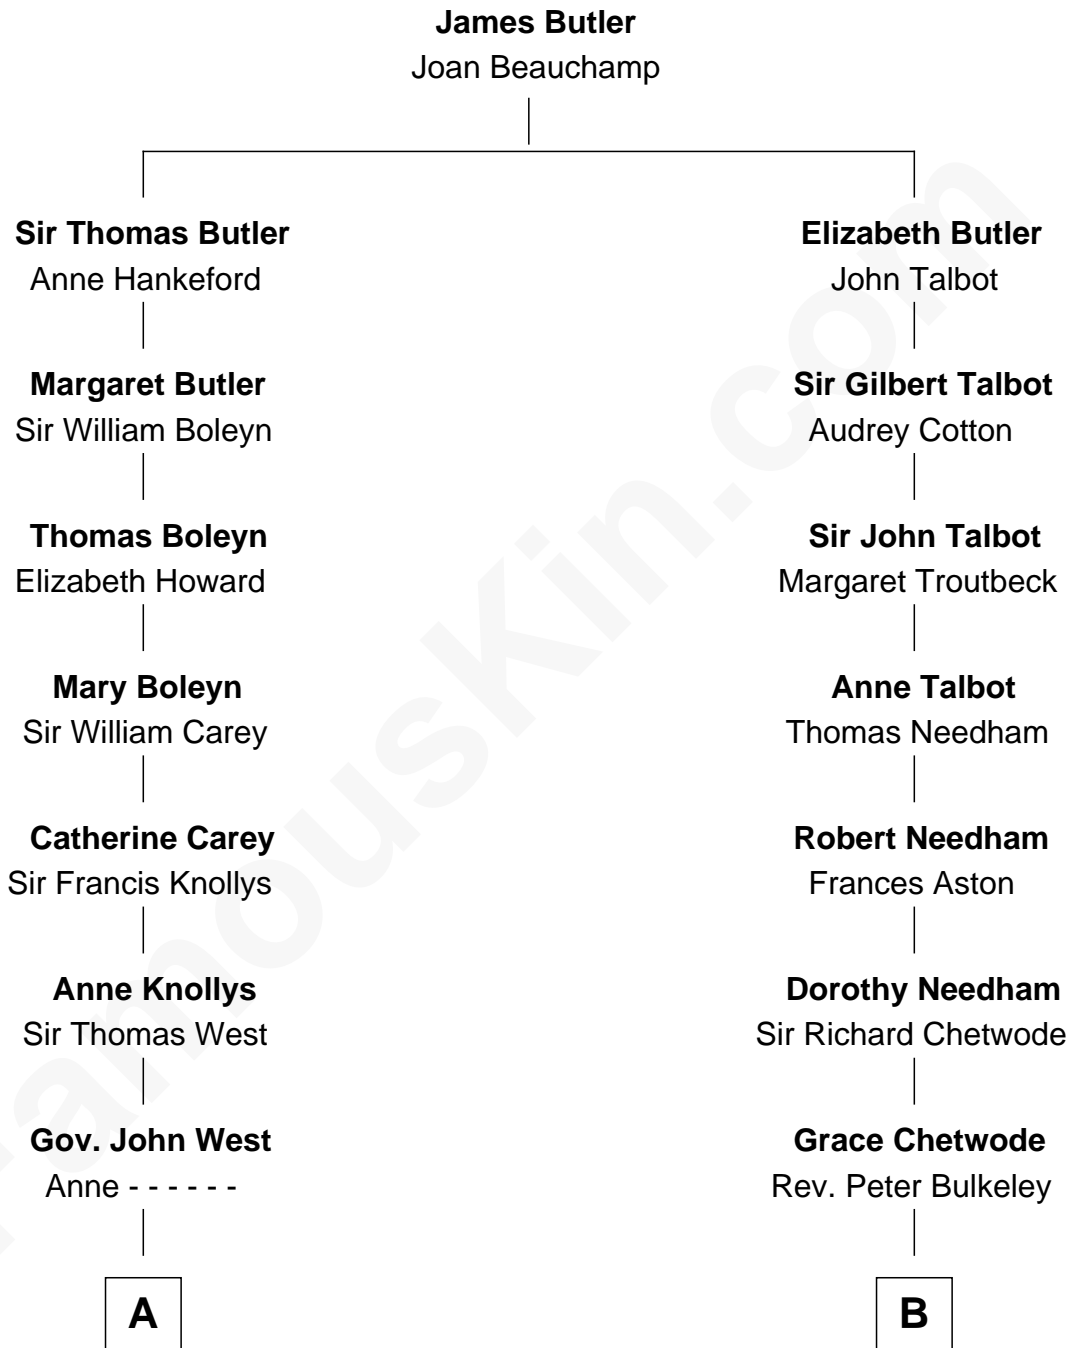 James Butler
Joan Beauchamp
Sir Thomas Butler
Anne Hankeford
Margaret Butler
Sir William Boleyn
Thomas Boleyn
Elizabeth Howard
Mary Boleyn
Sir William Carey
Catherine Carey
Sir Francis Knollys
Anne Knollys
Sir Thomas West
Gov. John West
Anne - - - - - -
A
Elizabeth Butler
John Talbot
Sir Gilbert Talbot
Audrey Cotton
Sir John Talbot
Margaret Troutbeck
Anne Talbot
Thomas Needham
Robert Needham
Frances Aston
Dorothy Needham
Sir Richard Chetwode
Grace Chetwode
Rev. Peter Bulkeley
B
FamousKin.com